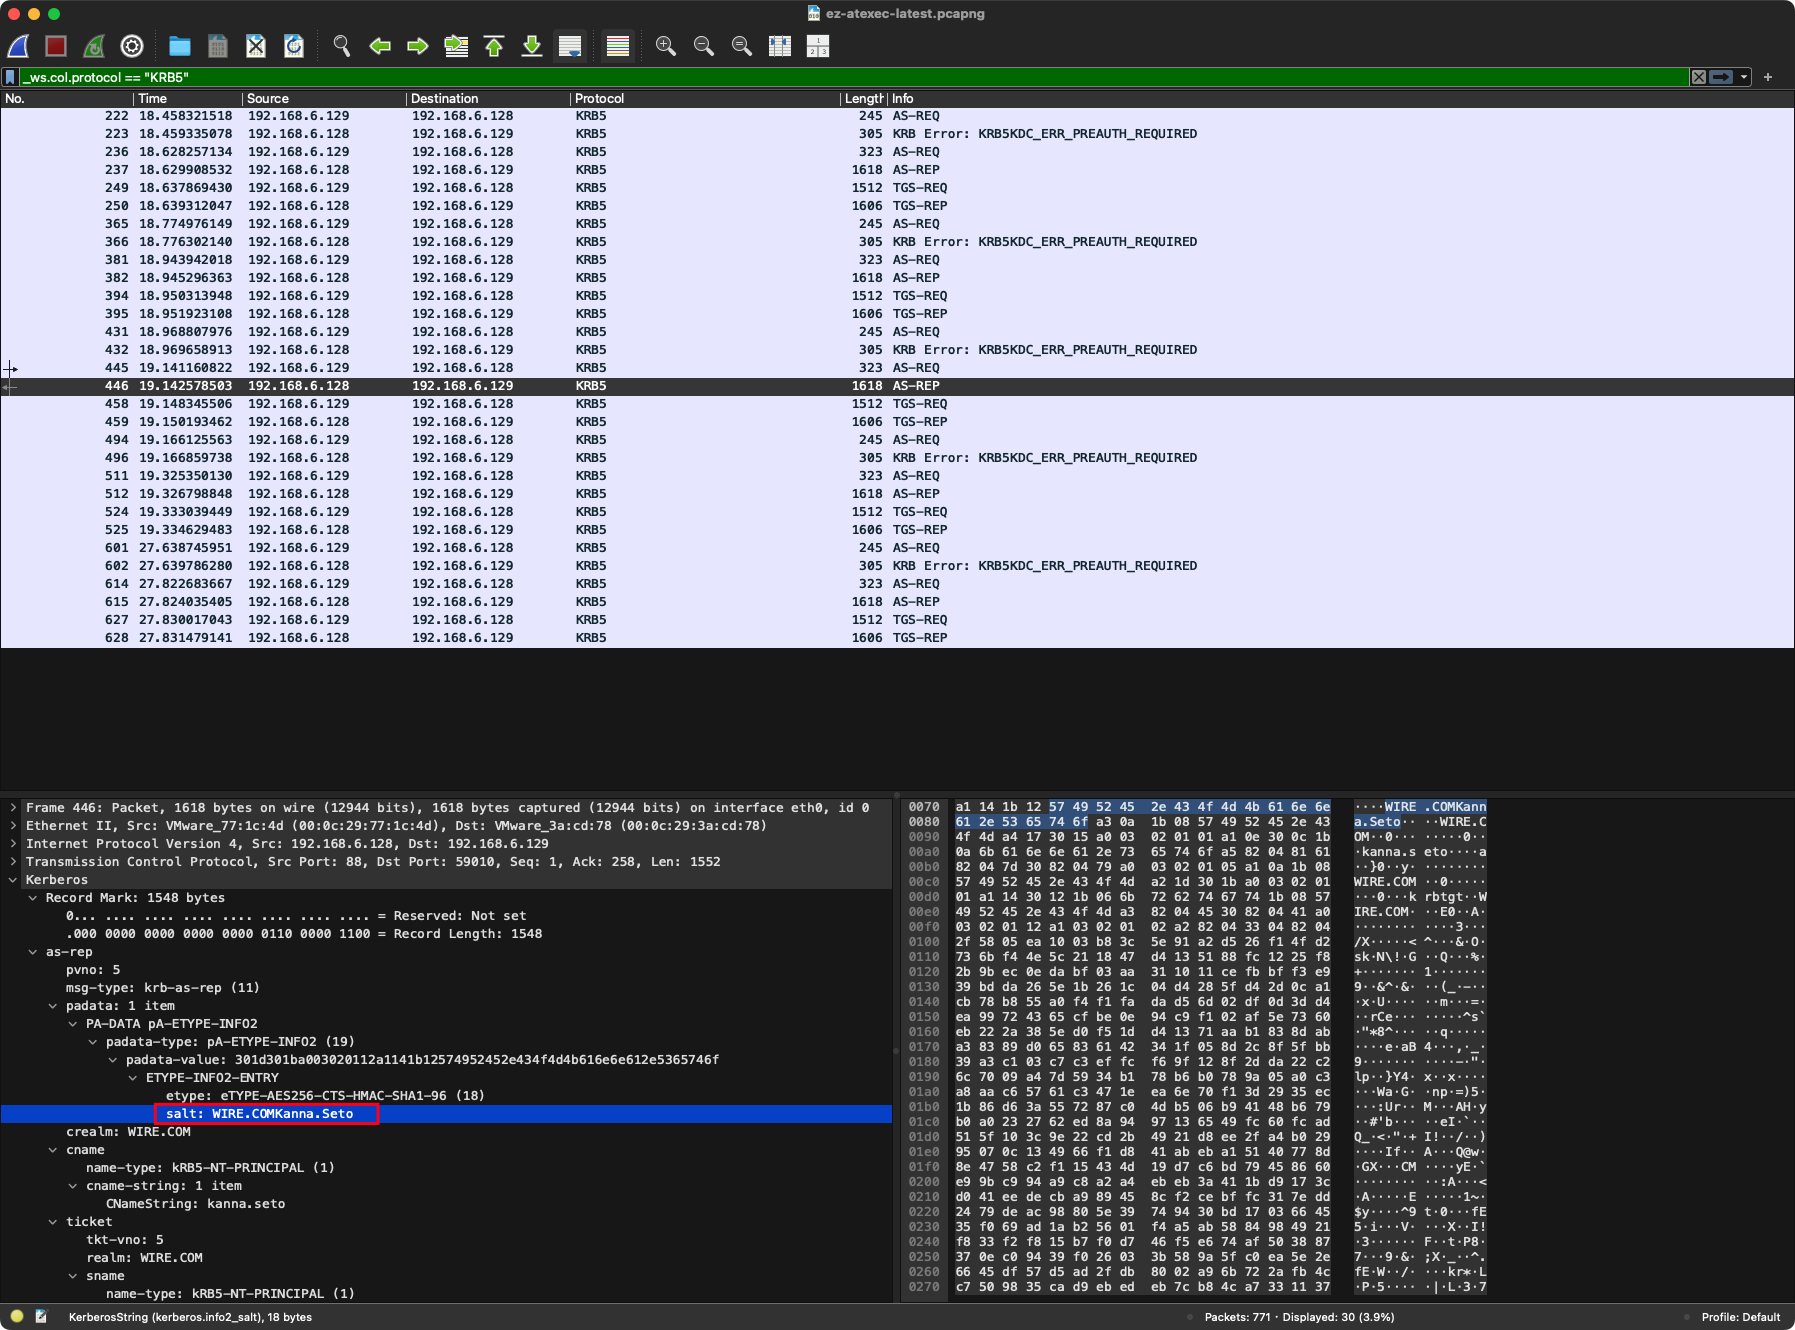 ez-atexec-latest.pcapng
_ws.col.protocol == "KRB5"
No. Time Source Destination Protocol Length Info
222 18.458321518 192.168.6.129 192.168.6.128 KRB5 245 AS-REQ
223 18.459335078 192.168.6.128 192.168.6.129 KRB5 305 KRB Error: KRB5KDC_ERR_PREAUTH_REQUIRED
236 18.628257134 192.168.6.129 192.168.6.128 KRB5 323 AS-REQ
237 18.629908532 192.168.6.128 192.168.6.129 KRB5 1618 AS-REP
249 18.637869430 192.168.6.129 192.168.6.128 KRB5 1512 TGS-REQ
250 18.639312047 192.168.6.128 192.168.6.129 KRB5 1606 TGS-REP
365 18.774976149 192.168.6.129 192.168.6.128 KRB5 245 AS-REQ
366 18.776302140 192.168.6.128 192.168.6.129 KRB5 305 KRB Error: KRB5KDC_ERR_PREAUTH_REQUIRED
381 18.943942018 192.168.6.129 192.168.6.128 KRB5 323 AS-REQ
382 18.945296363 192.168.6.128 192.168.6.129 KRB5 1618 AS-REP
394 18.950313948 192.168.6.129 192.168.6.128 KRB5 1512 TGS-REQ
395 18.951923108 192.168.6.128 192.168.6.129 KRB5 1606 TGS-REP
431 18.968807976 192.168.6.129 192.168.6.128 KRB5 245 AS-REQ
432 18.969658913 192.168.6.128 192.168.6.129 KRB5 305 KRB Error: KRB5KDC_ERR_PREAUTH_REQUIRED
445 19.141160822 192.168.6.129 192.168.6.128 KRB5 323 AS-REQ
446 19.142578503 192.168.6.128 192.168.6.129 KRB5 1618 AS-REP
458 19.148345506 192.168.6.129 192.168.6.128 KRB5 1512 TGS-REQ
459 19.150193462 192.168.6.128 192.168.6.129 KRB5 1606 TGS-REP
494 19.166125563 192.168.6.129 192.168.6.128 KRB5 245 AS-REQ
496 19.166859738 192.168.6.128 192.168.6.129 KRB5 305 KRB Error: KRB5KDC_ERR_PREAUTH_REQUIRED
511 19.325350130 192.168.6.129 192.168.6.128 KRB5 323 AS-REQ
512 19.326798848 192.168.6.128 192.168.6.129 KRB5 1618 AS-REP
524 19.333039449 192.168.6.129 192.168.6.128 KRB5 1512 TGS-REQ
525 19.334629483 192.168.6.128 192.168.6.129 KRB5 1606 TGS-REP
601 27.638745951 192.168.6.129 192.168.6.128 KRB5 245 AS-REQ
602 27.639786280 192.168.6.128 192.168.6.129 KRB5 305 KRB Error: KRB5KDC_ERR_PREAUTH_REQUIRED
614 27.822683667 192.168.6.129 192.168.6.128 KRB5 323 AS-REQ
615 27.824035405 192.168.6.128 192.168.6.129 KRB5 1618 AS-REP
627 27.830017043 192.168.6.129 192.168.6.128 KRB5 1512 TGS-REQ
628 27.831479141 192.168.6.128 192.168.6.129 KRB5 1606 TGS-REP
Frame 446: Packet, 1618 bytes on wire (12944 bits), 1618 bytes captured (12944 bits) on interface eth0, id 0
Ethernet II, Src: VMware_77:1c:4d (00:0c:29:77:1c:4d), Dst: VMware_3a:cd:78 (00:0c:29:3a:cd:78)
Internet Protocol Version 4, Src: 192.168.6.128, Dst: 192.168.6.129
Transmission Control Protocol, Src Port: 88, Dst Port: 59010, Seq: 1, Ack: 258, Len: 1552
Kerberos
Record Mark: 1548 bytes
0... .... .... .... .... .... .... .... = Reserved: Not set
.000 0000 0000 0000 0000 0110 0000 1100 = Record Length: 1548
as-rep
pvno: 5
msg-type: krb-as-rep (11)
padata: 1 item
PA-DATA pA-ETYPE-INFO2
padata-type: pA-ETYPE-INFO2 (19)
padata-value: 301d301ba003020112a1141b12574952452e434f4d4b616e6e612e5365746f
ETYPE-INFO2-ENTRY
etype: eTYPE-AES256-CTS-HMAC-SHA1-96 (18)
salt: WIRE.COMKanna.Seto
crealm: WIRE.COM
cname
name-type: kRB5-NT-PRINCIPAL (1)
cname-string: 1 item
CNameString: kanna.seto
ticket
tkt-vno: 5
realm: WIRE.COM
sname
name-type: kRB5-NT-PRINCIPAL (1)
0070 a1 14 1b 12 57 49 52 45 2e 43 4f 4d 4b 61 6e 6e ····WIRE .COMKann
0080 61 2e 53 65 74 6f a3 0a 1b 08 57 49 52 45 2e 43 a.Seto·· ··WIRE.C
0090 4f 4d a4 17 30 15 a0 03 02 01 01 a1 0e 30 0c 1b OM··0··· ·····0··
00a0 0a 6b 61 6e 6e 61 2e 73 65 74 6f a5 82 04 81 61 ·kanna.s eto····a
00b0 82 04 7d 30 82 04 79 a0 03 02 01 05 a1 0a 1b 08 ··}0··y· ········
00c0 57 49 52 45 2e 43 4f 4d a2 1d 30 1b a0 03 02 01 WIRE.COM ··0·····
00d0 01 a1 14 30 12 1b 06 6b 72 62 74 67 74 1b 08 57 ···0···k rbtgt··W
00e0 49 52 45 2e 43 4f 4d a3 82 04 45 30 82 04 41 a0 IRE.COM· ··E0··A·
00f0 03 02 01 12 a1 03 02 01 02 a2 82 04 33 04 82 04 ········ ····3···
0100 2f 58 05 ea 10 03 b8 3c 5e 91 a2 d5 26 f1 4f d2 /X·····< ^···&·O·
0110 73 6b f4 4e 5c 21 18 47 d4 13 51 88 fc 12 25 f8 sk·N\!·G ··Q···%·
0120 2b 9b ec 0e da bf 03 aa 31 10 11 ce fb bf f3 e9 +······· 1·······
0130 39 bd da 26 5e 1b 26 1c 04 d4 28 5f d4 2d 0c a1 9··&^·&· ··(_·-··
0140 cb 78 b8 55 a0 f4 f1 fa da d5 6d 02 df 0d 3d d4 ·x·U···· ··m···=·
0150 ea 99 72 43 65 cf be 0e 94 c9 f1 02 af 5e 73 60 ··rCe··· ·····^s`
0160 eb 22 2a 38 5e d0 f5 1d d4 13 71 aa b1 83 8d ab ·"*8^··· ··q·····
0170 a3 83 89 d0 65 83 61 42 34 1f 05 8d 2c 8f 5f bb ····e·aB 4···,·_·
0180 39 a3 c1 03 c7 c3 ef fc f6 9f 12 8f 2d da 22 c2 9······· ····-·"·
0190 6c 70 09 a4 7d 59 34 b1 78 b6 b0 78 9a 05 a0 c3 lp··}Y4· x··x····
01a0 a8 aa c6 57 61 c3 47 1e ea 6e 70 f1 3d 29 35 ec ···Wa·G· ·np·=)5·
01b0 1b 86 d6 3a 55 72 87 c0 4d b5 06 b9 41 48 b6 79 ···:Ur·· M···AH·y
01c0 b0 a0 23 27 62 ed 8a 94 97 13 65 49 fc 60 fc ad ··#'b··· ··eI·`··
01d0 51 5f 10 3c 9e 22 cd 2b 49 21 d8 ee 2f a4 b0 29 Q_·<·"·+ I!··/··)
01e0 95 07 0c 13 49 66 f1 d8 41 ab eb a1 51 40 77 8d ····If·· A···Q@w·
01f0 8e 47 58 c2 f1 15 43 4d 19 d7 c6 bd 79 45 86 60 ·GX···CM ····yE·`
0200 e9 9b c9 94 a9 c8 a2 a4 eb eb 3a 41 1b d9 17 3c ········ ··:A···<
0210 d0 41 ee de cb a9 89 45 8c f2 ce bf fc 31 7e dd ·A·····E ·····1~·
0220 24 79 de ac 98 80 5e 39 74 94 30 bd 17 03 66 45 $y····^9 t·0···fE
0230 35 f0 69 ad 1a b2 56 01 f4 a5 ab 58 84 98 49 21 5·i···V· ···X··I!
0240 f8 33 f2 f8 15 b7 f0 d7 46 f5 e6 74 af 50 38 87 ·3······ F··t·P8·
0250 37 0e c0 94 39 f0 26 03 3b 58 9a 5f c0 ea 5e 2e 7···9·&· ;X·_··^.
0260 66 45 df 57 d5 ad 2f db 80 02 a9 6b 72 2a fb 4c fE·W··/· ···kr*·L
0270 c7 50 98 35 ca d9 eb ed eb 7c b8 4c a7 33 11 37 ·P·5···· ·|·L·3·7
KerberosString (kerberos.info2_salt), 18 bytes
Packets: 771 · Displayed: 30 (3.9%)
Profile: Default